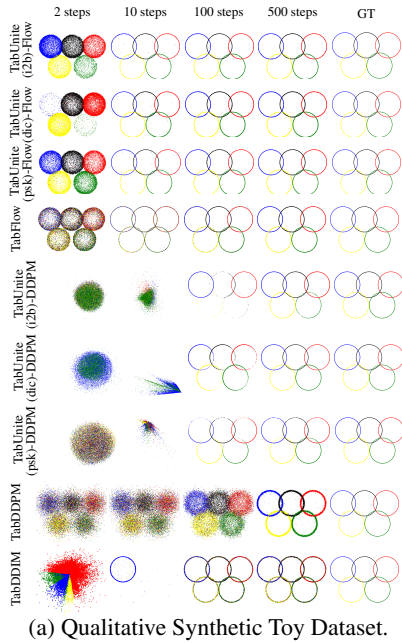 2 steps 10 steps 100 steps 500 steps GT
TabUnite
(i2b)-Flow
TabUnite
(dic)-Flow
TabUnite
(psk)-Flow
TabFlow
TabUnite
(i2b)-DDPM
TabUnite
(dic)-DDPM
TabUnite
(psk)-DDPM
TabDDPM
TabDDIM
(a) Qualitative Synthetic Toy Dataset.